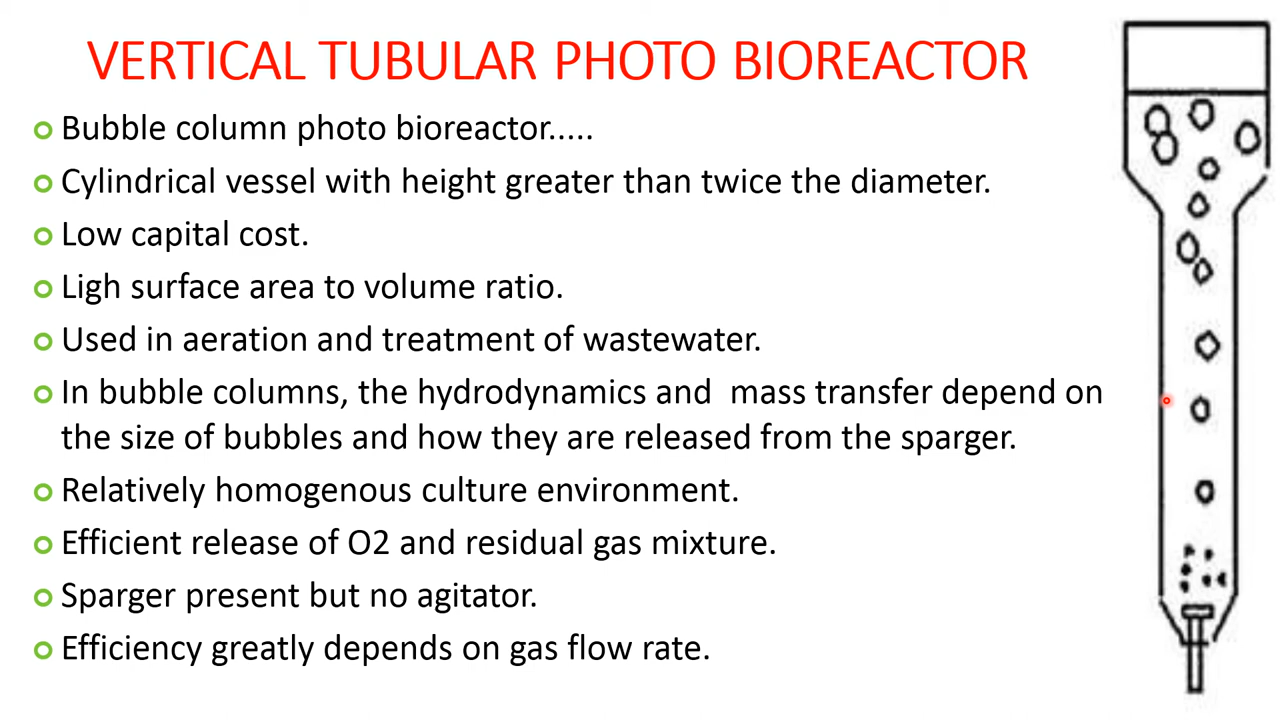 VERTICAL TUBULAR PHOTO BIOREACTOR
Bubble column photo bioreactor.....
Cylindrical vessel with height greater than twice the diameter.
Low capital cost.
Ligh surface area to volume ratio.
Used in aeration and treatment of wastewater.
In bubble columns, the hydrodynamics and  mass transfer depend on
the size of bubbles and how they are released from the sparger.
Relatively homogenous culture environment.
Efficient release of O2 and residual gas mixture.
Sparger present but no agitator.
Efficiency greatly depends on gas flow rate.